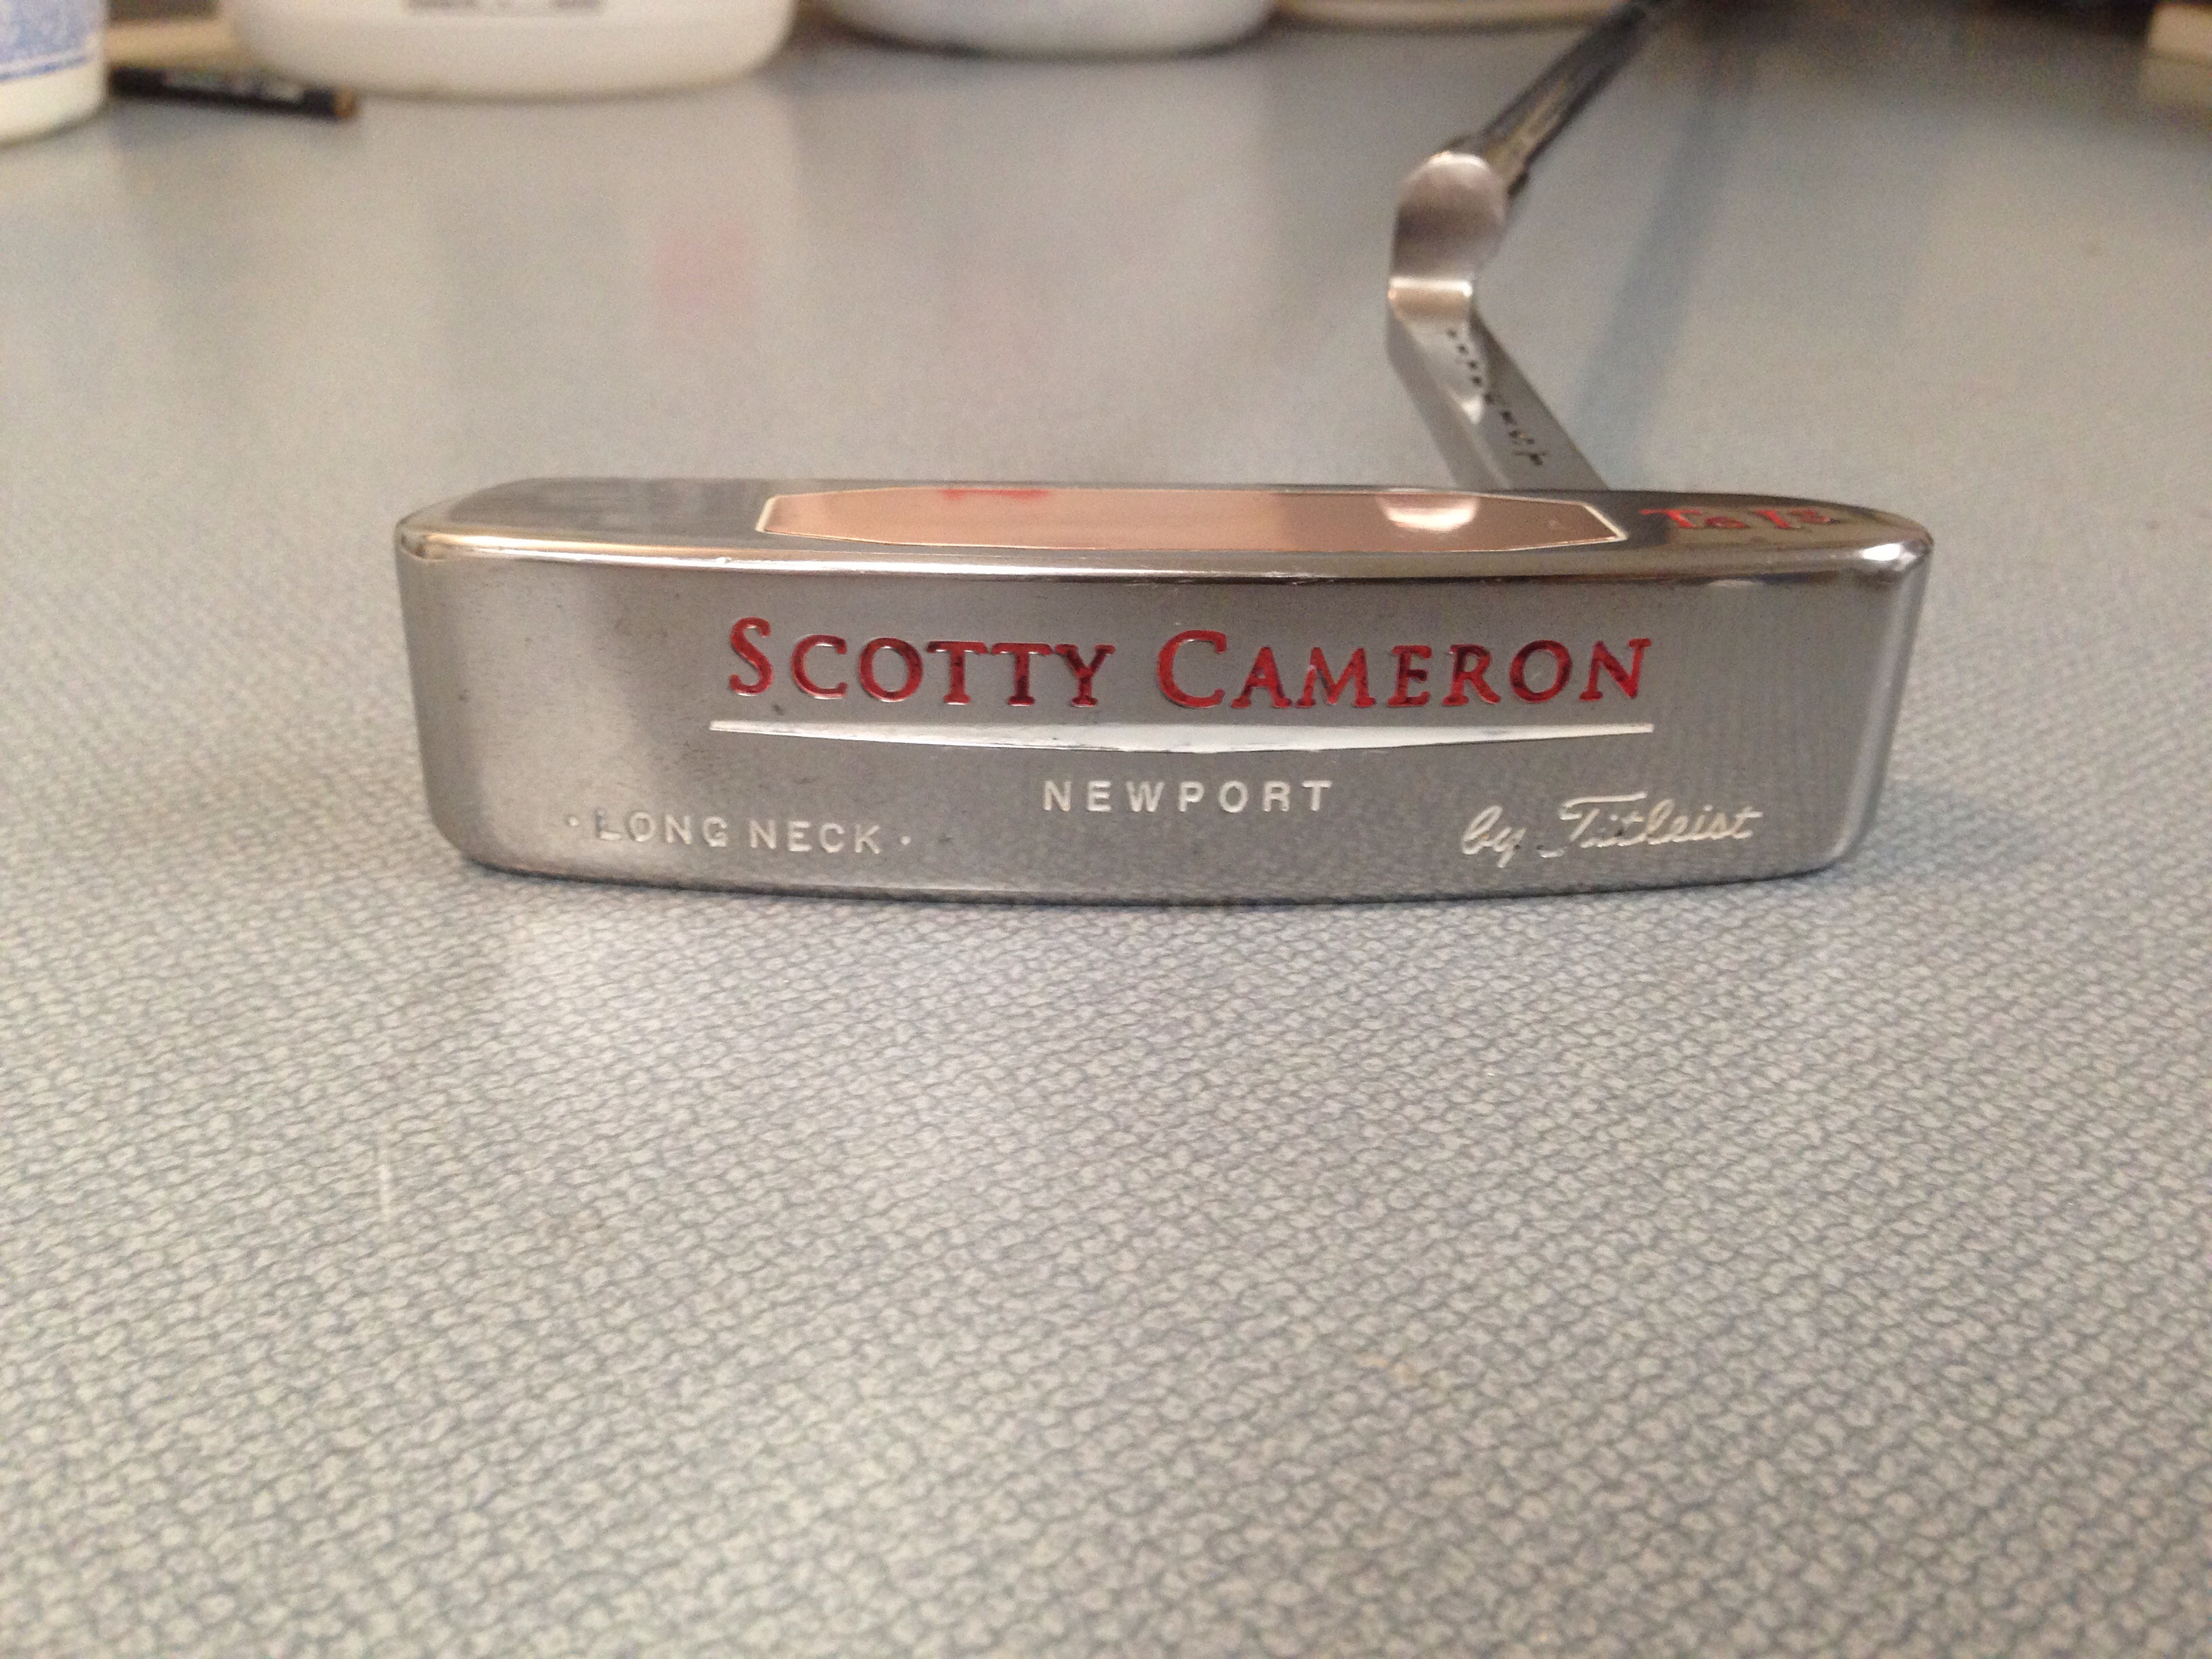 SCOTTY CAMERON
NEWPORT
· LONG NECK ·
by Titleist